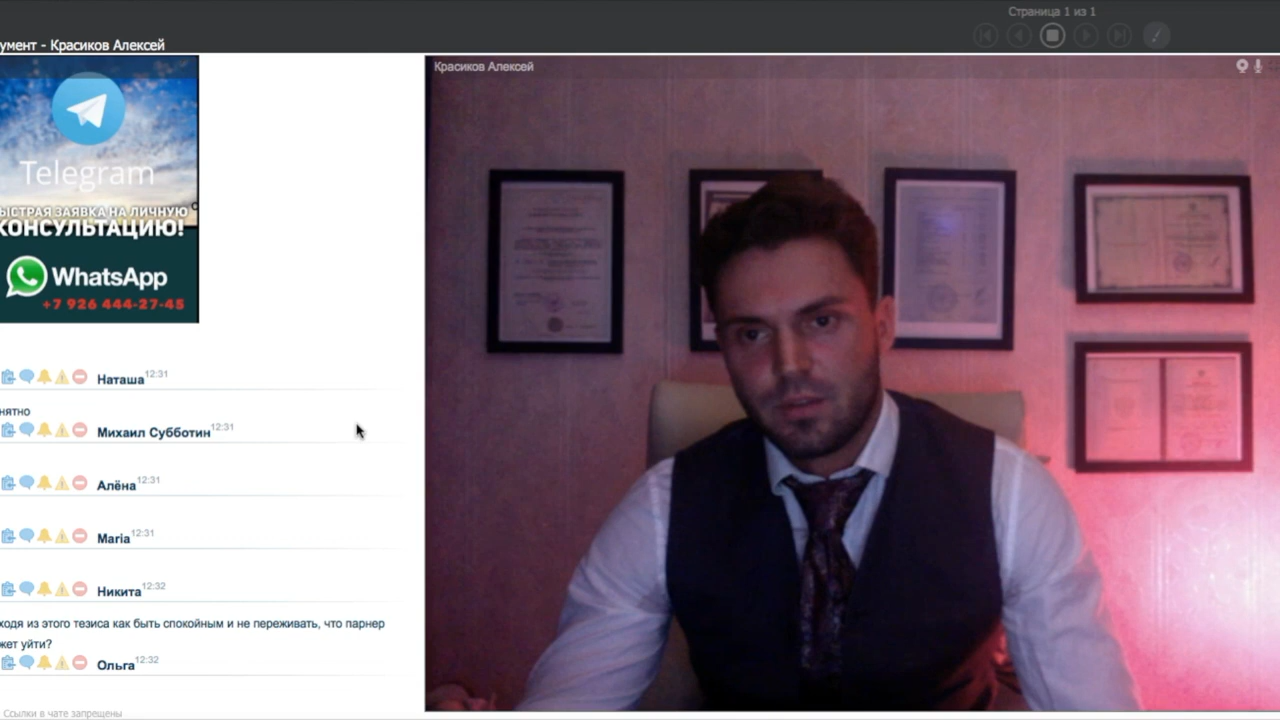 Страница 1 из 1
умент - Красиков Алексей
Красиков Алексей
Telegram
ЫСТРАЯ ЗАЯВКА НА ЛИЧНУЮ
КОНСУЛЬТАЦИЮ!
WhatsApp
+7 926 444-27-45
Наташа 12:31
нятно
Михаил Субботин 12:31
Алёна 12:31
Maria 12:31
Никита 12:32
ходя из этого тезиса как быть спокойным и не переживать, что парнер
жет уйти?
Ольга 12:32
Ссылки в чате запрещены